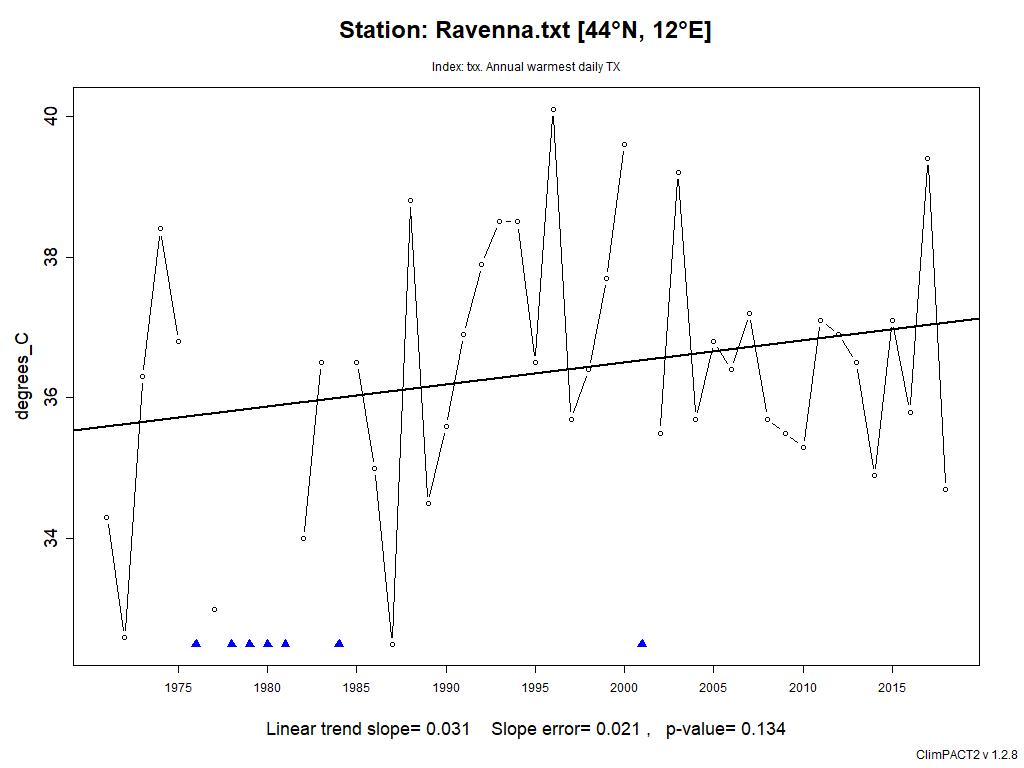 Station: Ravenna.txt [44°N, 12°E]
Index: txx. Annual warmest daily TX
degrees_C
40
38
36
34
1975 1980 1985 1990 1995 2000 2005 2010 2015
Linear trend slope= 0.031 Slope error= 0.021 , p-value= 0.134
ClimPACT2 v 1.2.8